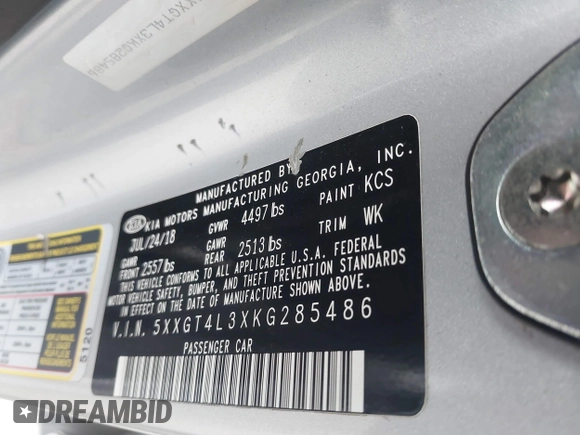 5XXGT4L3XKG285486
MANUFACTURED BY
KIA KIA MOTORS MANUFACTURING GEORGIA, INC.
JUL/24/18 GVWR 4497lbs PAINT KCS
GAWR FRONT 2557lbs GAWR REAR 2513lbs TRIM WK
THIS VEHICLE CONFORMS TO ALL APPLICABLE U.S.A. FEDERAL
MOTOR VEHICLE SAFETY, BUMPER, AND THEFT PREVENTION STANDARDS
IN EFFECT ON THE DATE OF MANUFACTURE SHOWN ABOVE.
V.I.N. 5XXGT4L3XKG285486
PASSENGER CAR
5120
DREAMBID